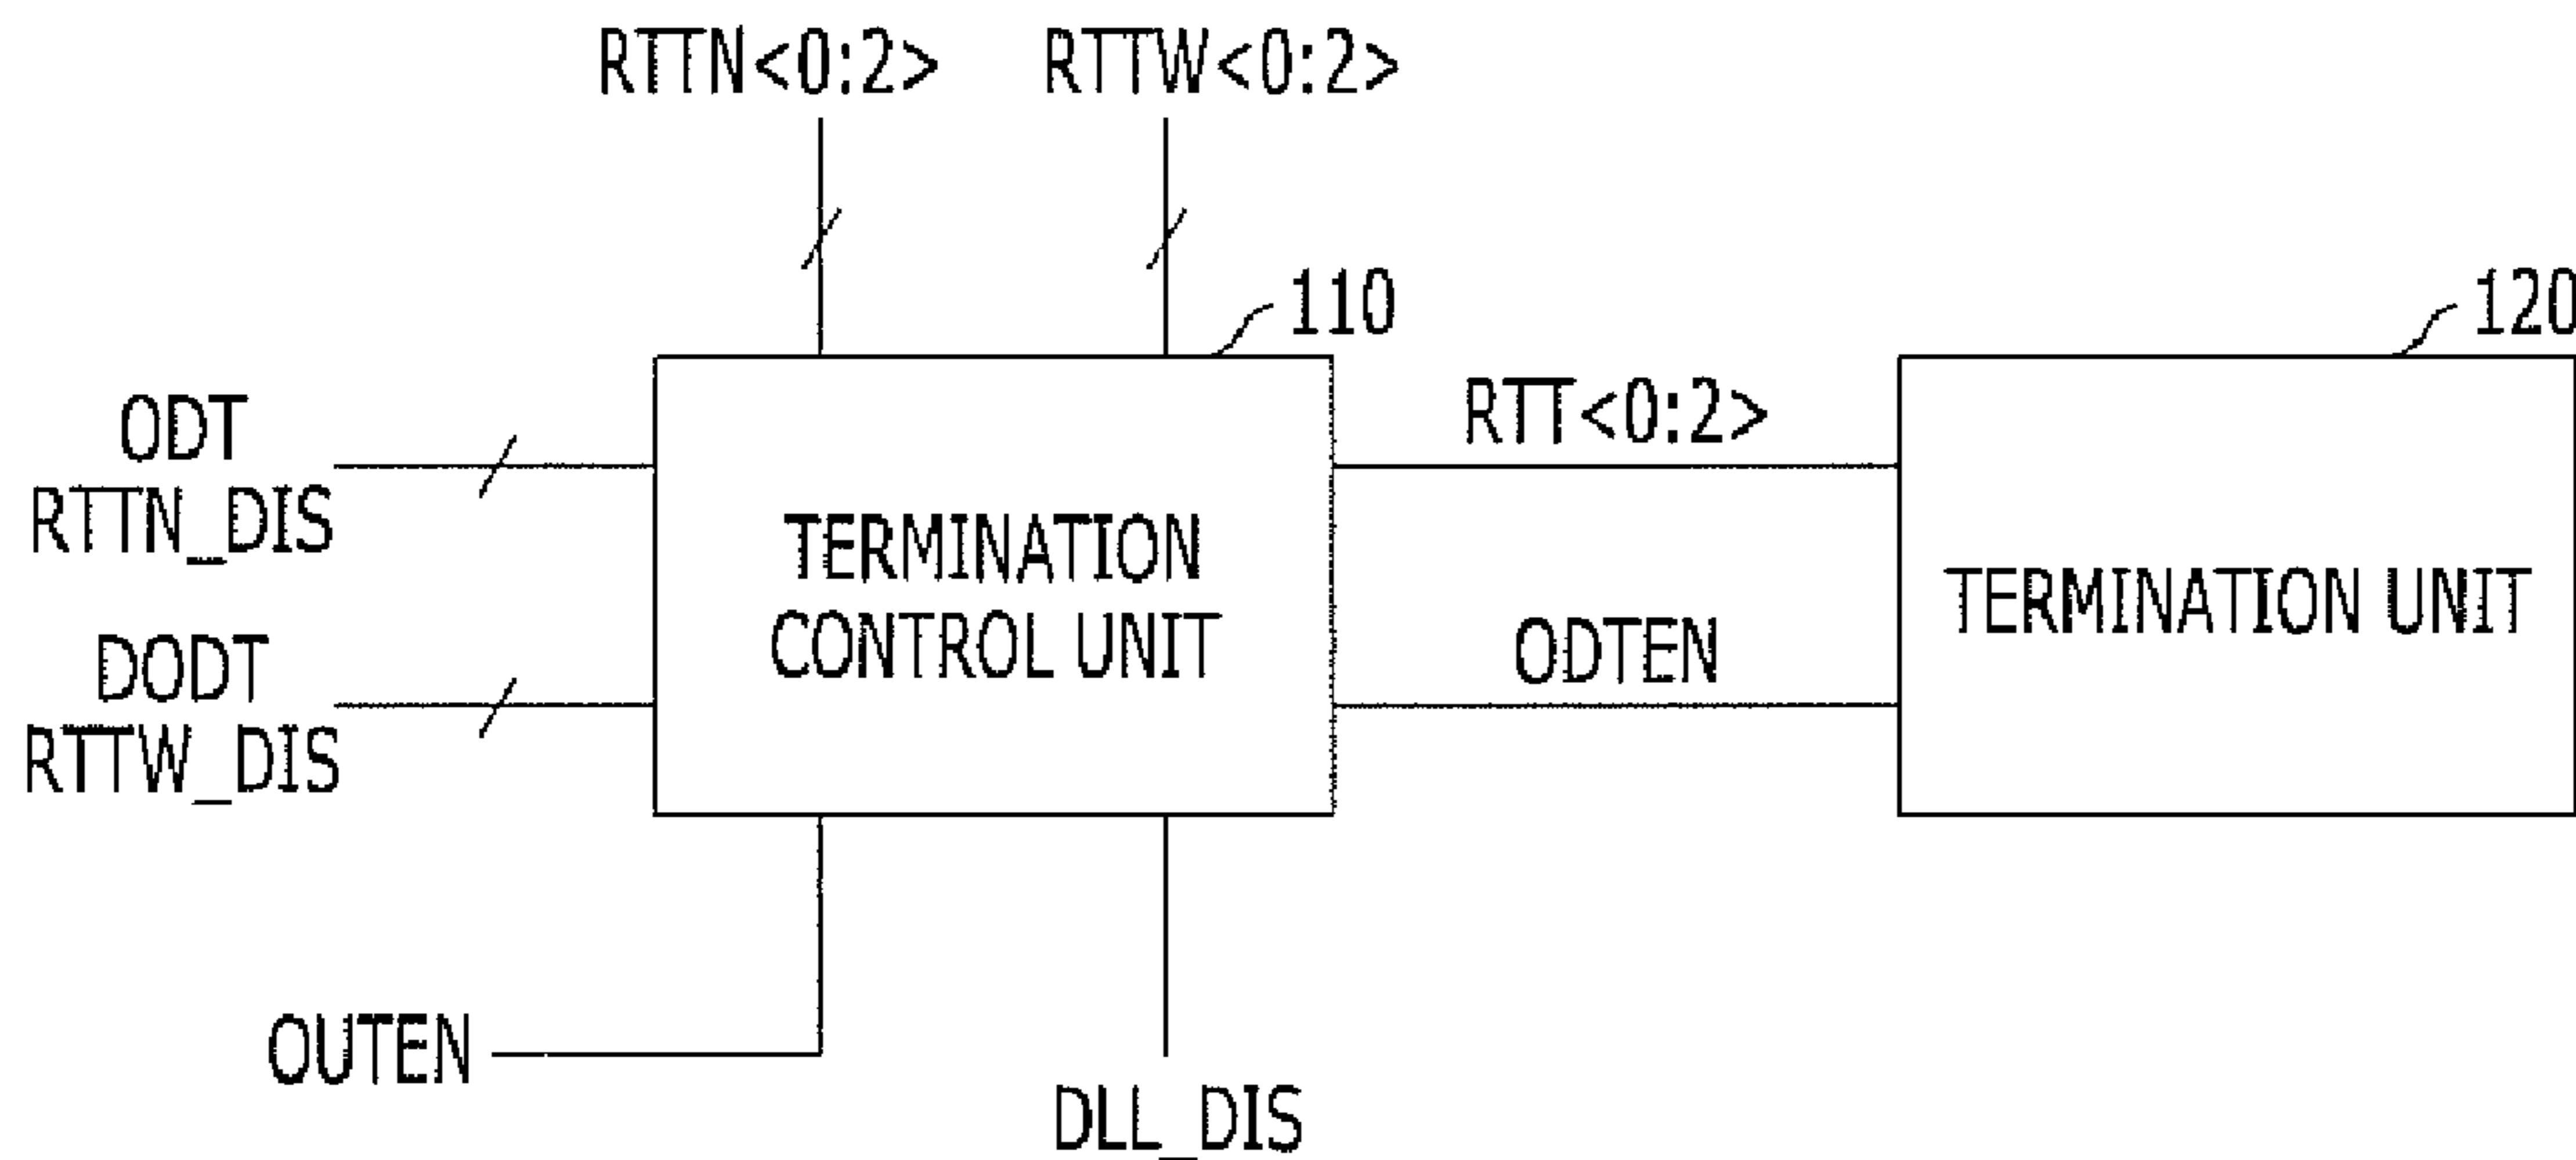 RTTN<0:2>
RTTW<0:2>
110
120
ODT
RTTN_DIS
RTT<0:2>
TERMINATION
CONTROL UNIT
TERMINATION UNIT
DODT
RTTW_DIS
ODTEN
OUTEN
DLL_DIS